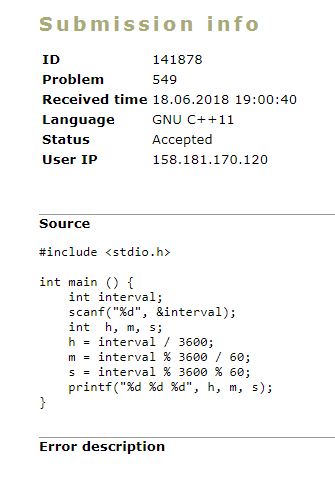 Submission info
ID 141878
Problem 549
Received time 18.06.2018 19:00:40
Language GNU C++11
Status Accepted
User IP 158.181.170.120
Source
#include <stdio.h>
int main () {
int interval;
scanf("%d", &interval);
int  h, m, s;
h = interval / 3600;
m = interval % 3600 / 60;
s = interval % 3600 % 60;
printf("%d %d %d", h, m, s);
}
Error description